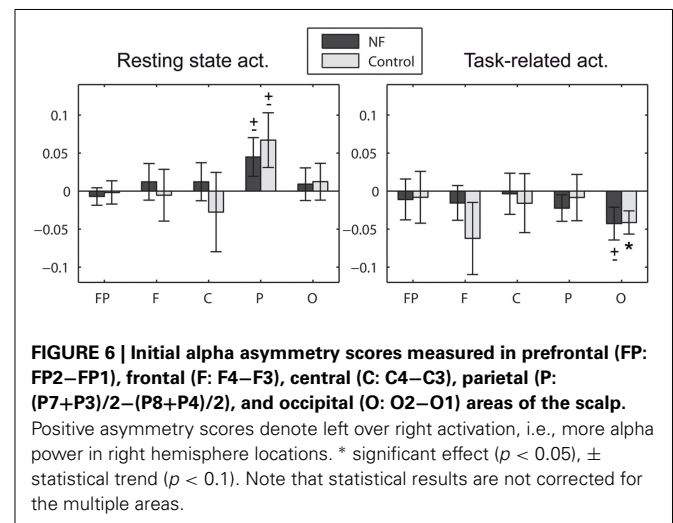 NF
Control
Resting state act.
Task-related act.
0.1
0.05
0
−0.05
−0.1
+
-
+
-
FP F C P O
0.1
0.05
0
−0.05
−0.1
+
-
*
FP F C P O
FIGURE 6 | Initial alpha asymmetry scores measured in prefrontal (FP:
FP2−FP1), frontal (F: F4−F3), central (C: C4−C3), parietal (P:
(P7+P3)/2−(P8+P4)/2), and occipital (O: O2−O1) areas of the scalp.
Positive asymmetry scores denote left over right activation, i.e., more alpha
power in right hemisphere locations. * significant effect (p < 0.05), ±
statistical trend (p < 0.1). Note that statistical results are not corrected for
the multiple areas.